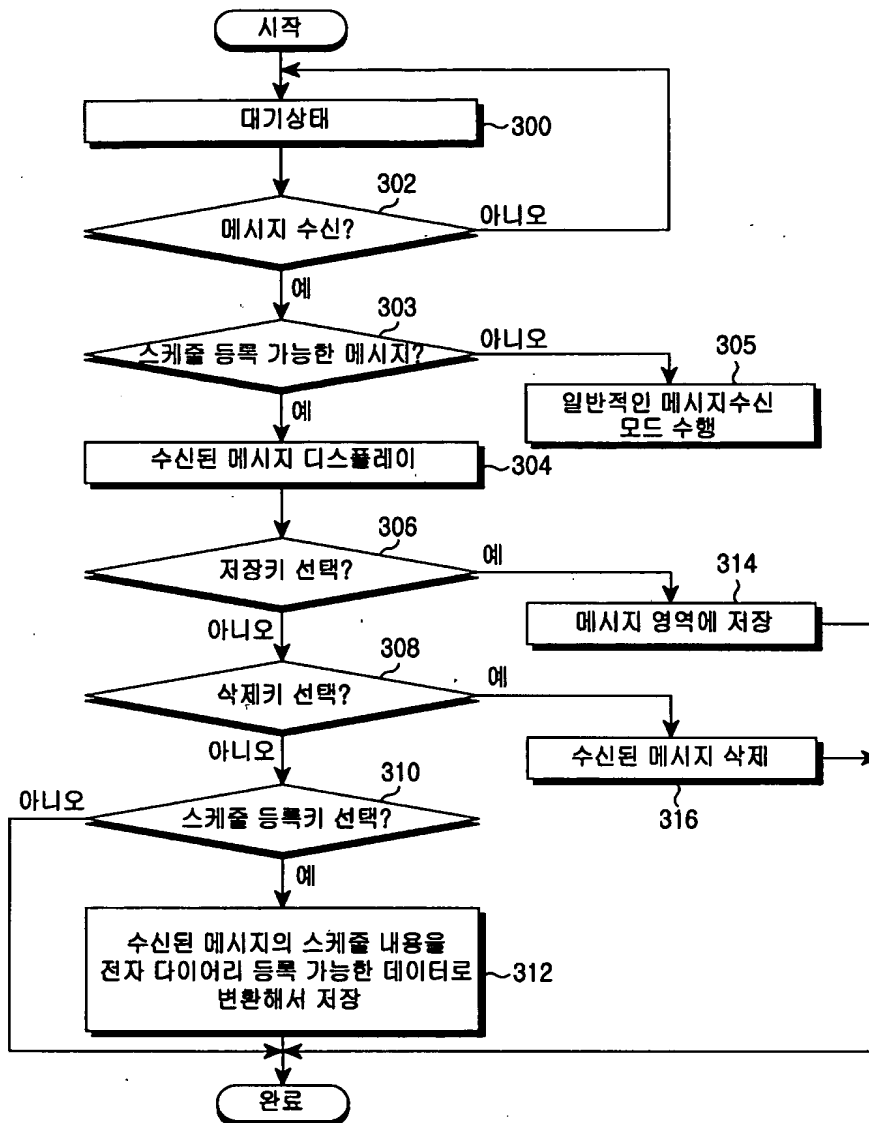 시작
대기상태
300
302
메시지 수신?
아니오
예
303
스케줄 등록 가능한 메시지?
아니오
305
일반적인 메시지수신
모드 수행
예
수신된 메시지 디스플레이
304
306
저장키 선택?
예
314
메시지 영역에 저장
아니오
308
삭제키 선택?
예
수신된 메시지 삭제
316
아니오
310
스케줄 등록키 선택?
아니오
예
수신된 메시지의 스케줄 내용을
전자 다이어리 등록 가능한 데이터로
변환해서 저장
312
완료